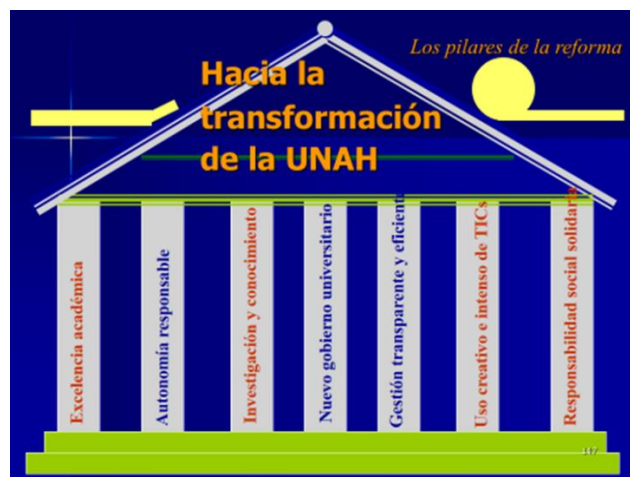 Los pilares de la reforma
Hacia la
transformación
de la UNAH
Excelencia académica
Autonomía responsable
Investigación y conocimiento
Nuevo gobierno universitario
Gestión transparente y eficiente
Uso creativo e intenso de TICs
Responsabilidad social solidaria
117